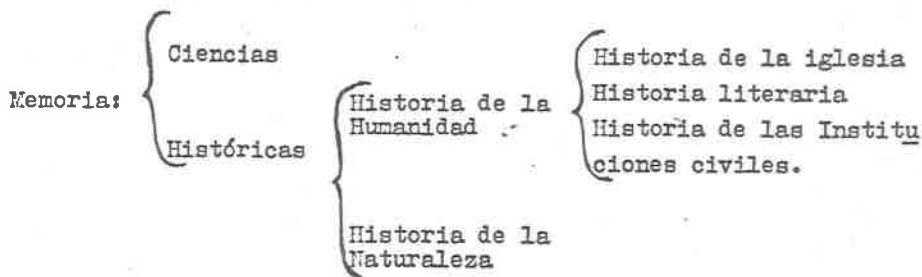 Memoria:
Ciencias
Históricas
Historia de la
Humanidad
Historia de la
Naturaleza
Historia de la iglesia
Historia literaria
Historia de las Institu
ciones civiles.